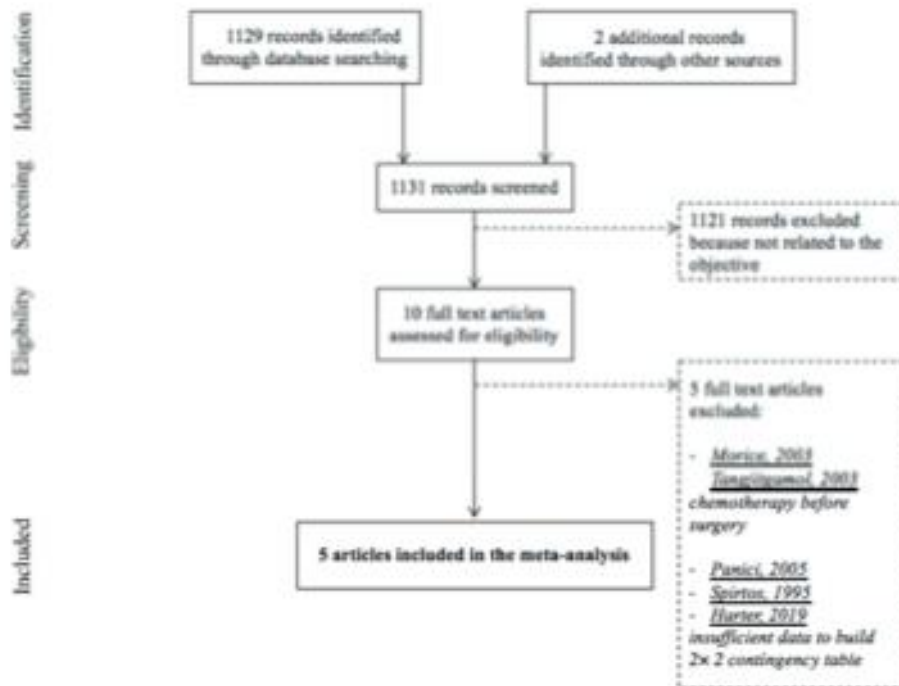 Identification
1129 records identified
through database searching
2 additional records
identified through other sources
Screening
1131 records screened
1121 records excluded
because not related to the
objective
Eligibility
10 full text articles
assessed for eligibility
5 full text articles
excluded:
- Morice, 2003
Tangjitgamol, 2003
chemotherapy before
surgery
- Panici, 2005
- Spirtos, 1995
- Harter, 2019
insufficient data to build
2× 2 contingency table
Included
5 articles included in the meta-analysis